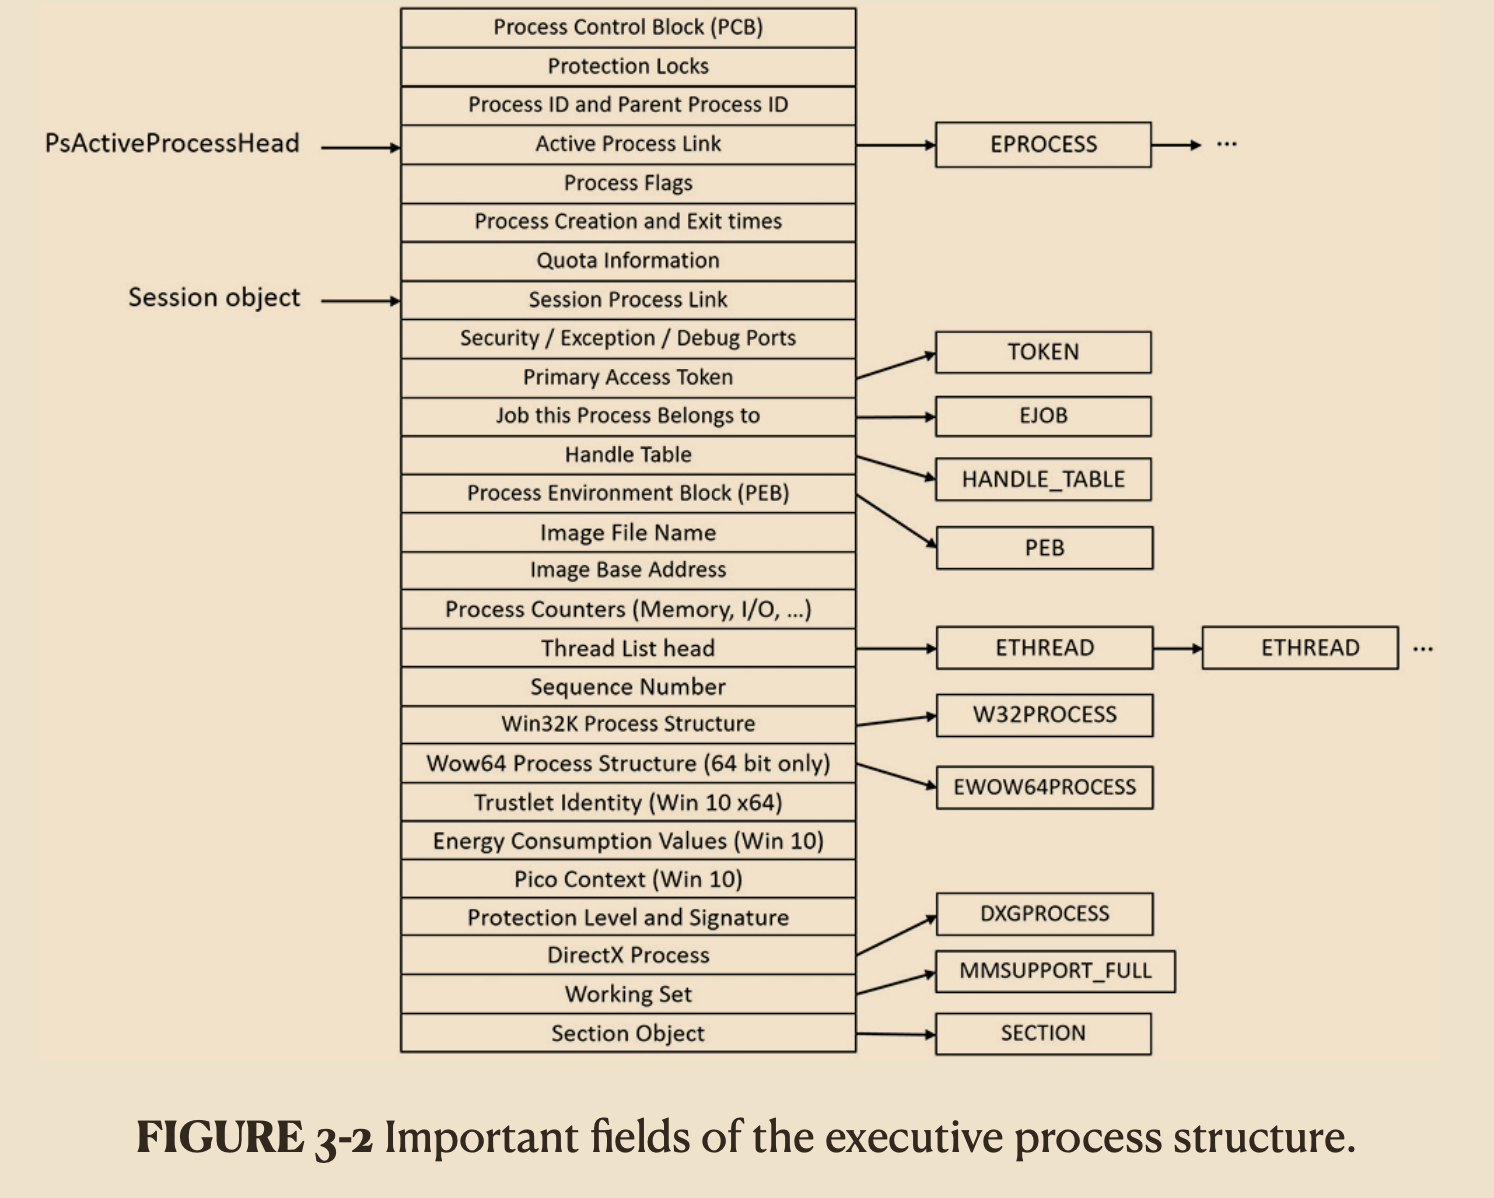 Process Control Block (PCB)
Protection Locks
Process ID and Parent Process ID
PsActiveProcessHead
Active Process Link
EPROCESS
...
Process Flags
Process Creation and Exit times
Quota Information
Session object
Session Process Link
Security / Exception / Debug Ports
TOKEN
Primary Access Token
Job this Process Belongs to
EJOB
Handle Table
HANDLE_TABLE
Process Environment Block (PEB)
PEB
Image File Name
Image Base Address
Process Counters (Memory, I/O, ...)
Thread List head
ETHREAD
ETHREAD
...
Sequence Number
Win32K Process Structure
W32PROCESS
Wow64 Process Structure (64 bit only)
EWOW64PROCESS
Trustlet Identity (Win 10 x64)
Energy Consumption Values (Win 10)
Pico Context (Win 10)
Protection Level and Signature
DXGPROCESS
DirectX Process
MMSUPPORT_FULL
Working Set
Section Object
SECTION
FIGURE 3-2 Important fields of the executive process structure.